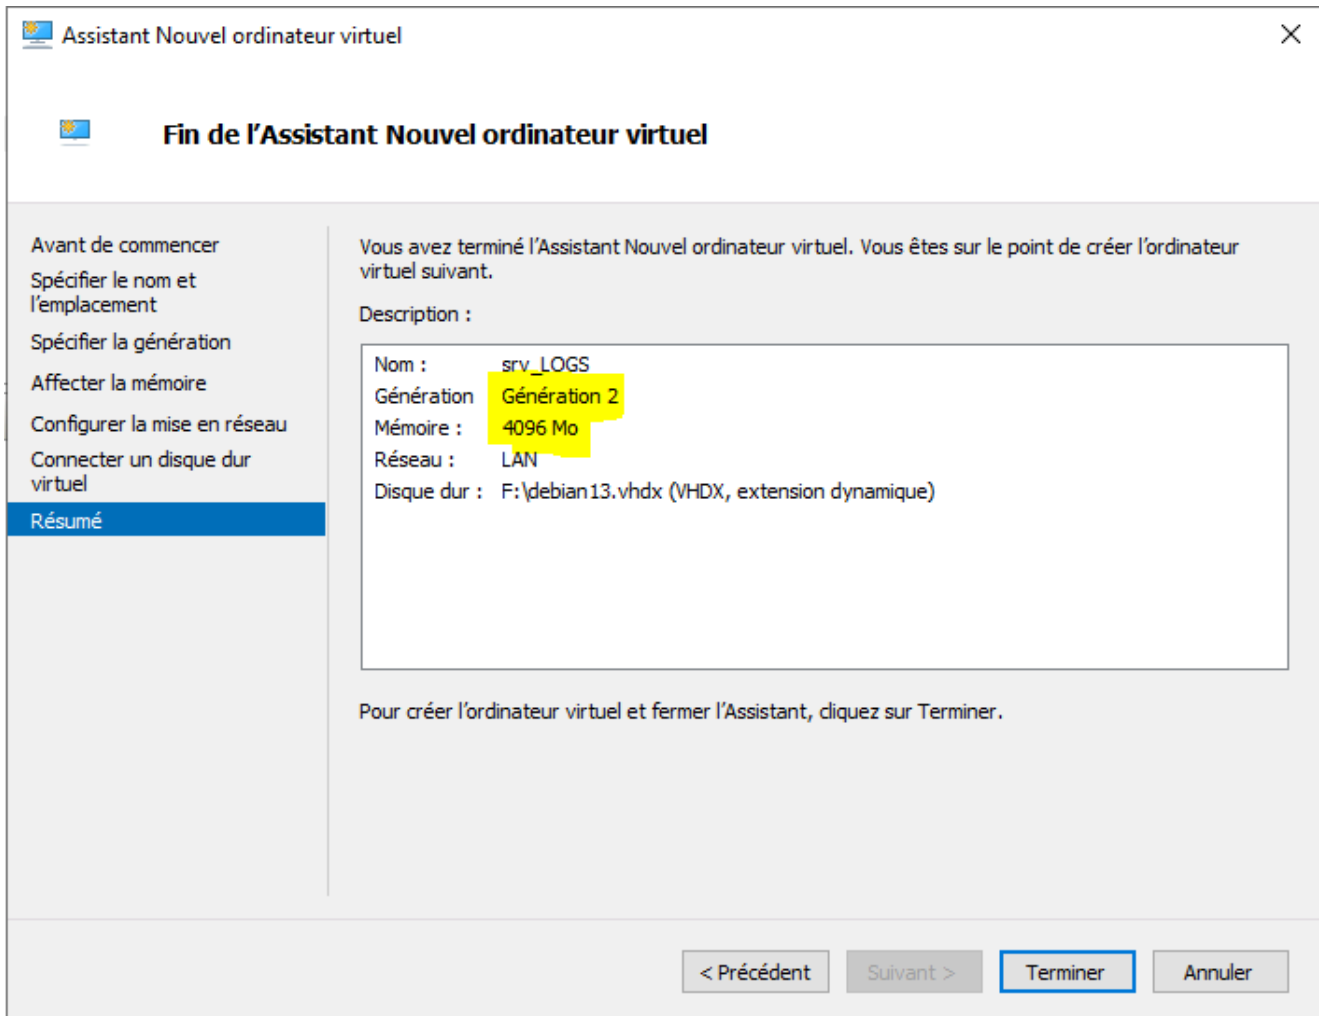 Assistant Nouvel ordinateur virtuel
Fin de l'Assistant Nouvel ordinateur virtuel
Avant de commencer
Spécifier le nom et
l'emplacement
Spécifier la génération
Affecter la mémoire
Configurer la mise en réseau
Connecter un disque dur
virtuel
Résumé
Vous avez terminé l'Assistant Nouvel ordinateur virtuel. Vous êtes sur le point de créer l'ordinateur
virtuel suivant.
Description :
Nom : srv_LOGS
Génération Génération 2
Mémoire : 4096 Mo
Réseau : LAN
Disque dur : F:\debian13.vhdx (VHDX, extension dynamique)
Pour créer l'ordinateur virtuel et fermer l'Assistant, cliquez sur Terminer.
< Précédent Suivant > Terminer Annuler